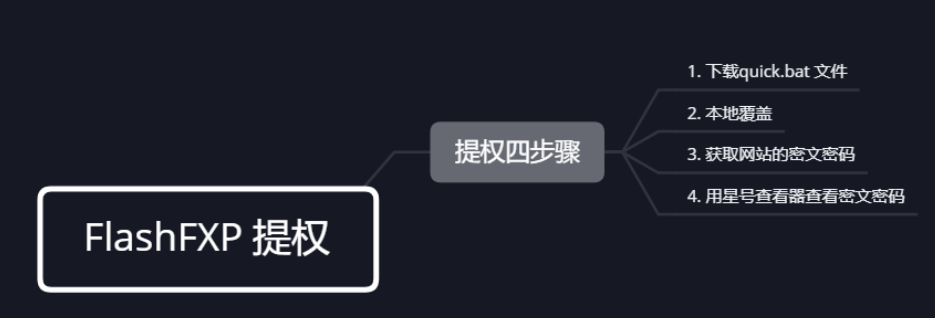 FlashFXP 提权
提权四步骤
1. 下载quick.bat 文件
2. 本地覆盖
3. 获取网站的密文密码
4. 用星号查看器查看密文密码